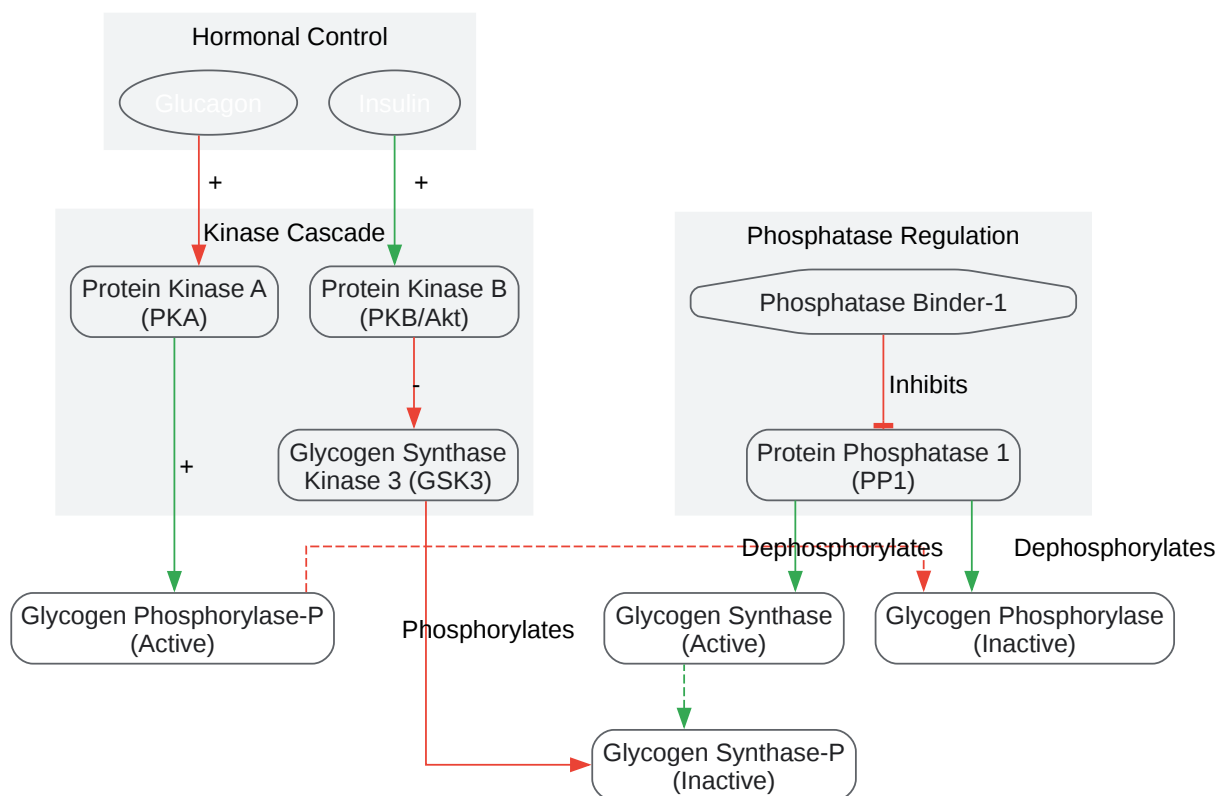 Hormonal Control
Glucagon
Insulin
+
+
Kinase Cascade
Phosphatase Regulation
Protein Kinase A
(PKA)
Protein Kinase B
(PKB/Akt)
Phosphatase Binder-1
-
Inhibits
Glycogen Synthase
Kinase 3 (GSK3)
Protein Phosphatase 1
(PP1)
+
Dephosphorylates
Dephosphorylates
Glycogen Phosphorylase-P
(Active)
Phosphorylates
Glycogen Synthase
(Active)
Glycogen Phosphorylase
(Inactive)
Glycogen Synthase-P
(Inactive)